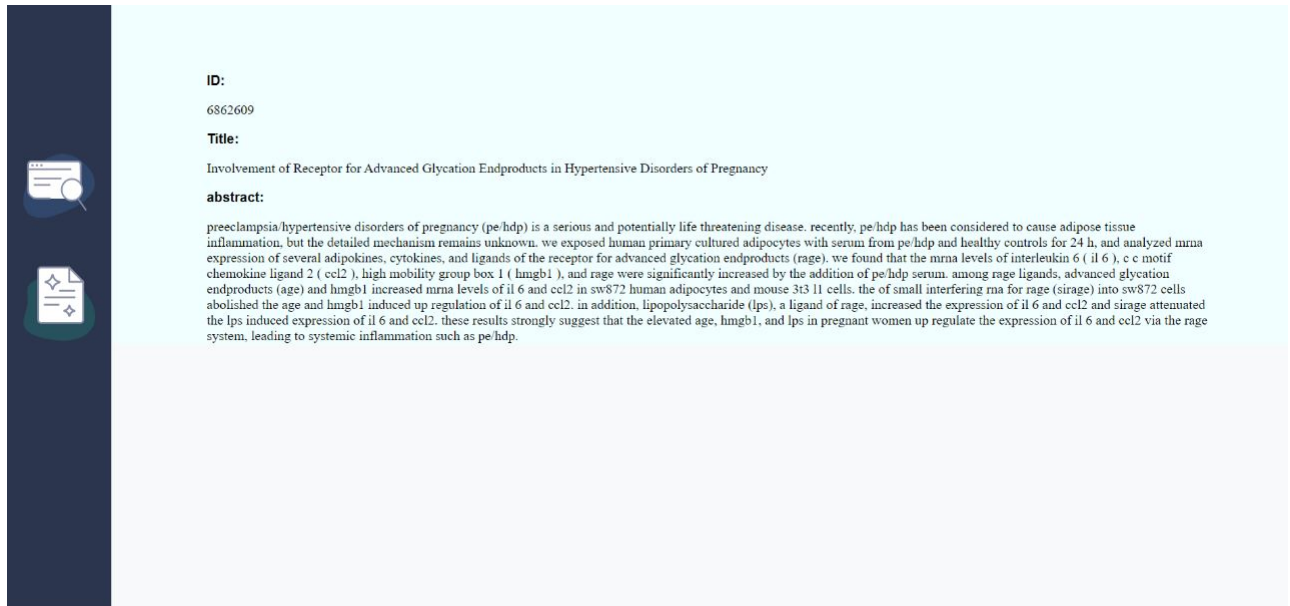 ID:
6862609
Title:
Involvement of Receptor for Advanced Glycation Endproducts in Hypertensive Disorders of Pregnancy
abstract:
preeclampsia/hypertensive disorders of pregnancy (pe/hdp) is a serious and potentially life threatening disease. recently, pe/hdp has been considered to cause adipose tissue
inflammation, but the detailed mechanism remains unknown. we exposed human primary cultured adipocytes with serum from pe/hdp and healthy controls for 24 h, and analyzed mrna
expression of several adipokines, cytokines, and ligands of the receptor for advanced glycation endproducts (rage). we found that the mrna levels of interleukin 6 ( il 6 ), c c motif
chemokine ligand 2 ( ccl2 ), high mobility group box 1 ( hmgb1 ), and rage were significantly increased by the addition of pe/hdp serum. among rage ligands, advanced glycation
endproducts (age) and hmgb1 increased mrna levels of il 6 and ccl2 in sw872 human adipocytes and mouse 3t3 l1 cells. the of small interfering rna for rage (sirage) into sw872 cells
abolished the age and hmgb1 induced up regulation of il 6 and ccl2. in addition, lipopolysaccharide (lps), a ligand of rage, increased the expression of il 6 and ccl2 and sirage attenuated
the lps induced expression of il 6 and ccl2. these results strongly suggest that the elevated age, hmgb1, and lps in pregnant women up regulate the expression of il 6 and ccl2 via the rage
system, leading to systemic inflammation such as pe/hdp.